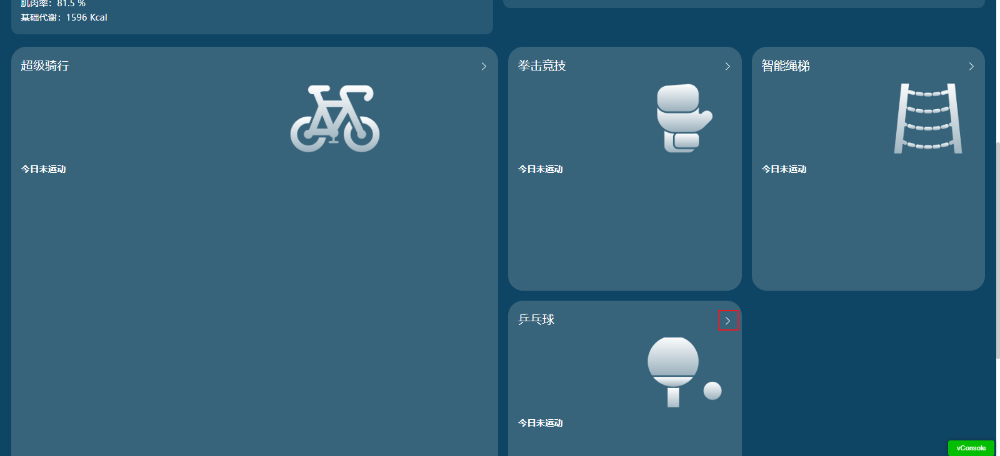 肌肉率：81.5 %
基础代谢：1596 Kcal
超级骑行
今日未运动
拳击竞技
今日未运动
智能绳梯
今日未运动
乒乓球
今日未运动
vConsole